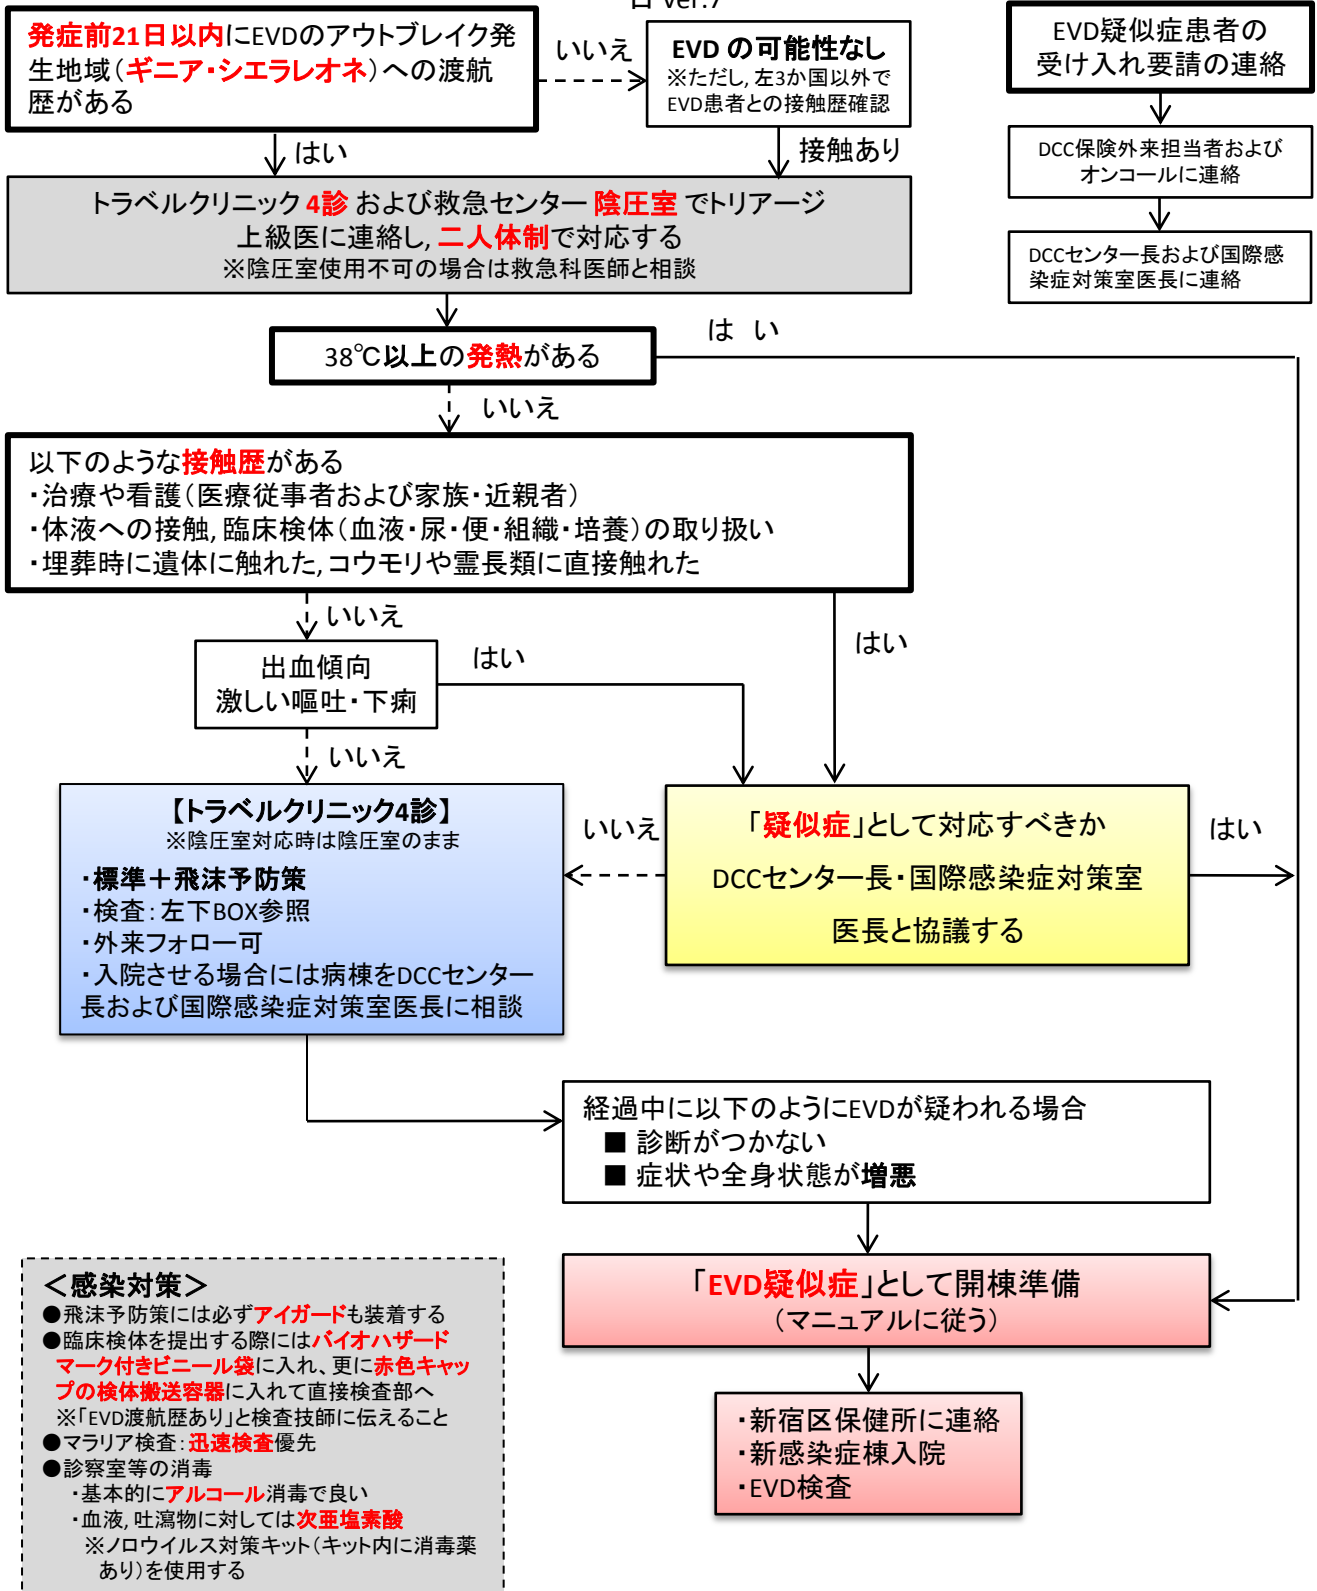 日 ver.7
発症前21日以内にEVDのアウトブレイク発
生地域(ギニア・シエラレオネ)への渡航
歴がある
いいえ
EVD の可能性なし
※ただし, 左3か国以外で
EVD患者との接触歴確認
EVD疑似症患者の
受け入れ要請の連絡
はい
接触あり
DCC保険外来担当者および
オンコールに連絡
DCCセンター長および国際感
染症対策室医長に連絡
トラベルクリニック 4診 および救急センター 陰圧室 でトリアージ
上級医に連絡し, 二人体制で対応する
※陰圧室使用不可の場合は救急科医師と相談
38℃以上の発熱がある
は い
いいえ
以下のような接触歴がある
・治療や看護(医療従事者および家族・近親者)
・体液への接触, 臨床検体(血液・尿・便・組織・培養)の取り扱い
・埋葬時に遺体に触れた, コウモリや霊長類に直接触れた
いいえ
はい
出血傾向
激しい嘔吐・下痢
はい
いいえ
【トラベルクリニック4診】
※陰圧室対応時は陰圧室のまま
・標準+飛沫予防策
・検査: 左下BOX参照
・外来フォロー可
・入院させる場合には病棟をDCCセンター
長および国際感染症対策室医長に相談
いいえ
「疑似症」として対応すべきか
DCCセンター長・国際感染症対策室
医長と協議する
はい
経過中に以下のようにEVDが疑われる場合
■ 診断がつかない
■ 症状や全身状態が増悪
「EVD疑似症」として開棟準備
(マニュアルに従う)
・新宿区保健所に連絡
・新感染症棟入院
・EVD検査
<感染対策>
●飛沫予防策には必ずアイガードも装着する
●臨床検体を提出する際にはバイオハザード
マーク付きビニール袋に入れ、更に赤色キャッ
プの検体搬送容器に入れて直接検査部へ
※「EVD渡航歴あり」と検査技師に伝えること
●マラリア検査: 迅速検査優先
●診察室等の消毒
・基本的にアルコール消毒で良い
・血液, 吐瀉物に対しては次亜塩素酸
※ノロウイルス対策キット(キット内に消毒薬
あり)を使用する